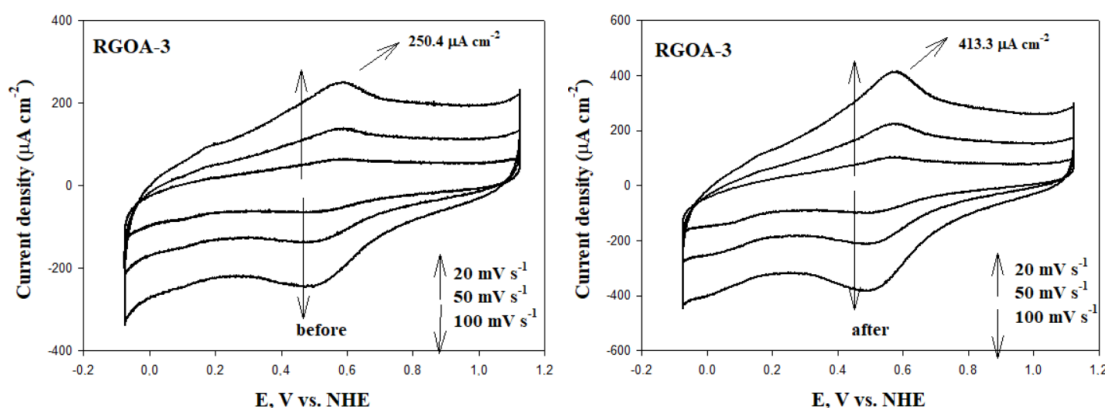 RGOA-3
250.4 μA cm-2
before
20 mV s-1
50 mV s-1
100 mV s-1
Current density (μA cm-2)
400
200
0
-200
-400
-0.2
0.0
0.2
0.4
0.6
0.8
1.0
1.2
E, V vs. NHE
RGOA-3
413.3 μA cm-2
after
20 mV s-1
50 mV s-1
100 mV s-1
Current density (μA cm-2)
600
400
200
0
-200
-400
-600
-0.2
0.0
0.2
0.4
0.6
0.8
1.0
1.2
E, V vs. NHE